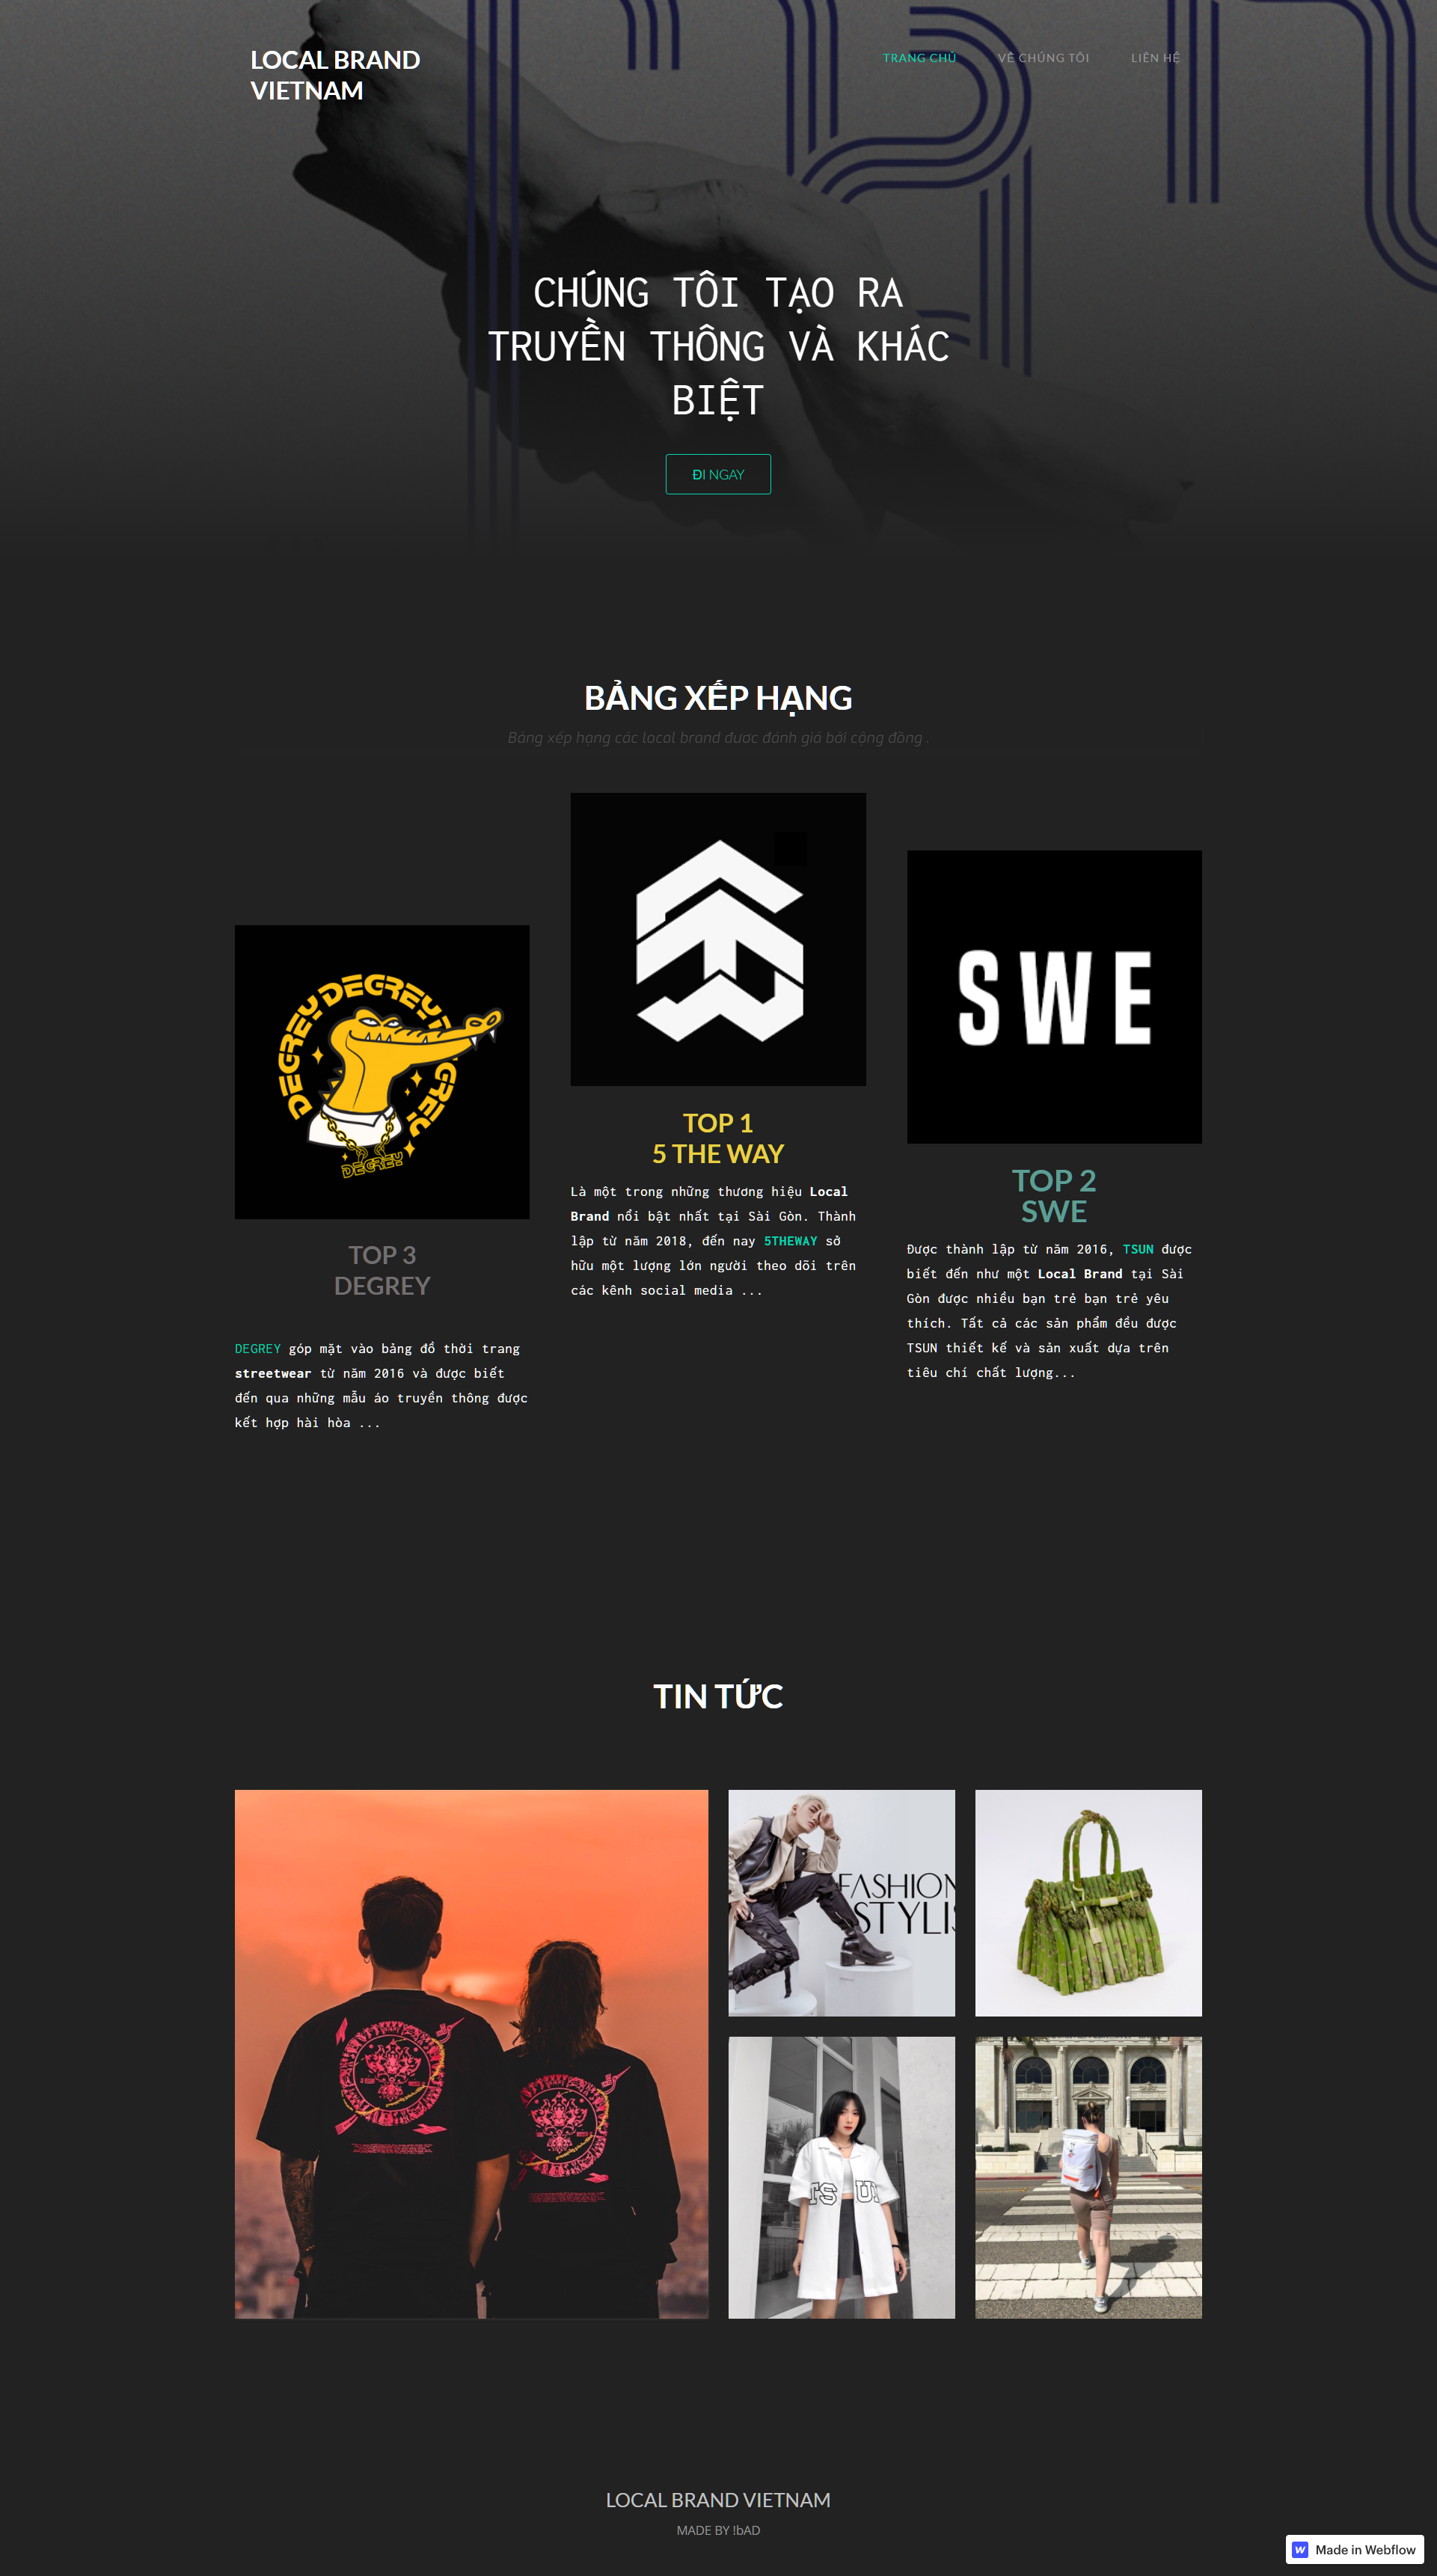 LOCAL BRAND
VIETNAM
TRANG CHỦ
VỀ CHÚNG TÔI
LIÊN HỆ
CHÚNG TÔI TẠO RA
TRUYỀN THÔNG VÀ KHÁC
BIỆT
ĐI NGAY
BẢNG XẾP HẠNG
Bảng xếp hạng các local brand đươc đánh giá bởi cộng đồng .
DEGREY DEGREY DEGREY
DEGREY
TOP 3
DEGREY
DEGREY góp mặt vào bảng đồ thời trang
streetwear từ năm 2016 và được biết
đến qua những mẫu áo truyền thông được
kết hợp hài hòa ...
TOP 1
5 THE WAY
Là một trong những thương hiệu Local
Brand nổi bật nhất tại Sài Gòn. Thành
lập từ năm 2018, đến nay 5THEWAY sở
hữu một lượng lớn người theo dõi trên
các kênh social media ...
SWE
TOP 2
SWE
Được thành lập từ năm 2016, TSUN được
biết đến như một Local Brand tại Sài
Gòn được nhiều bạn trẻ bạn trẻ yêu
thích. Tất cả các sản phẩm đều được
TSUN thiết kế và sản xuất dựa trên
tiêu chí chất lượng...
TIN TỨC
FASHION
STYLIS
TSUN
LOCAL BRAND VIETNAM
MADE BY !bAD
Made in Webflow